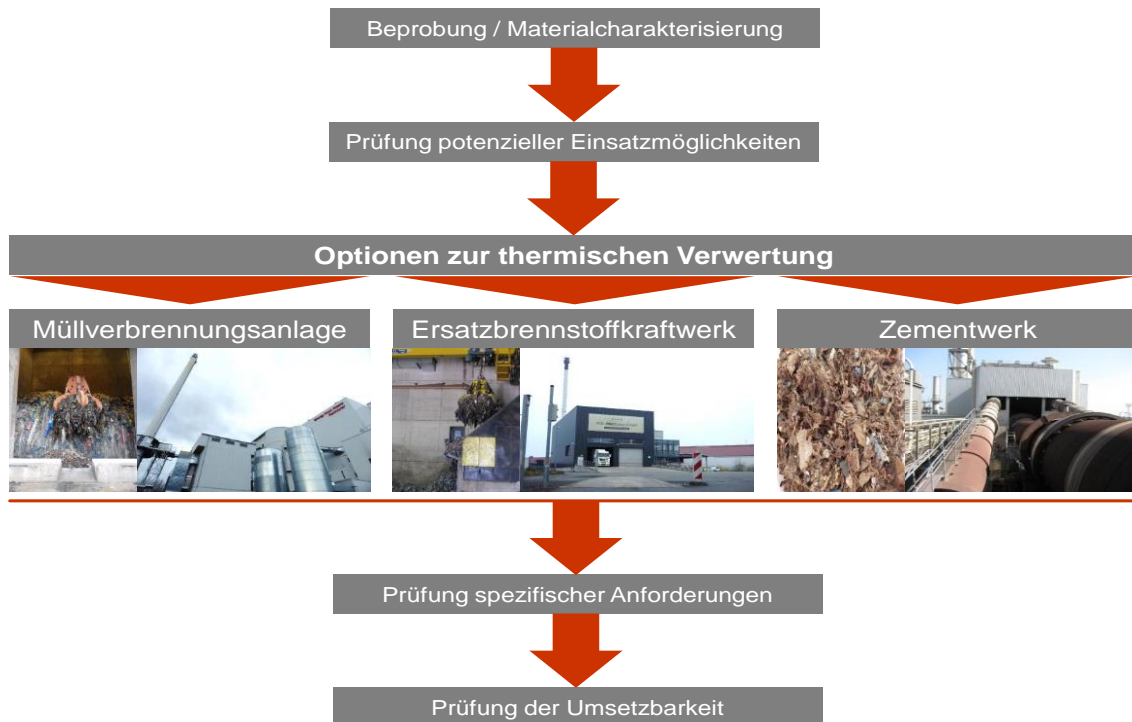 Beprobung / Materialcharakterisierung
Prüfung potenzieller Einsatzmöglichkeiten
Optionen zur thermischen Verwertung
Müllverbrennungsanlage
Ersatzbrennstoffkraftwerk
Zementwerk
Prüfung spezifischer Anforderungen
Prüfung der Umsetzbarkeit